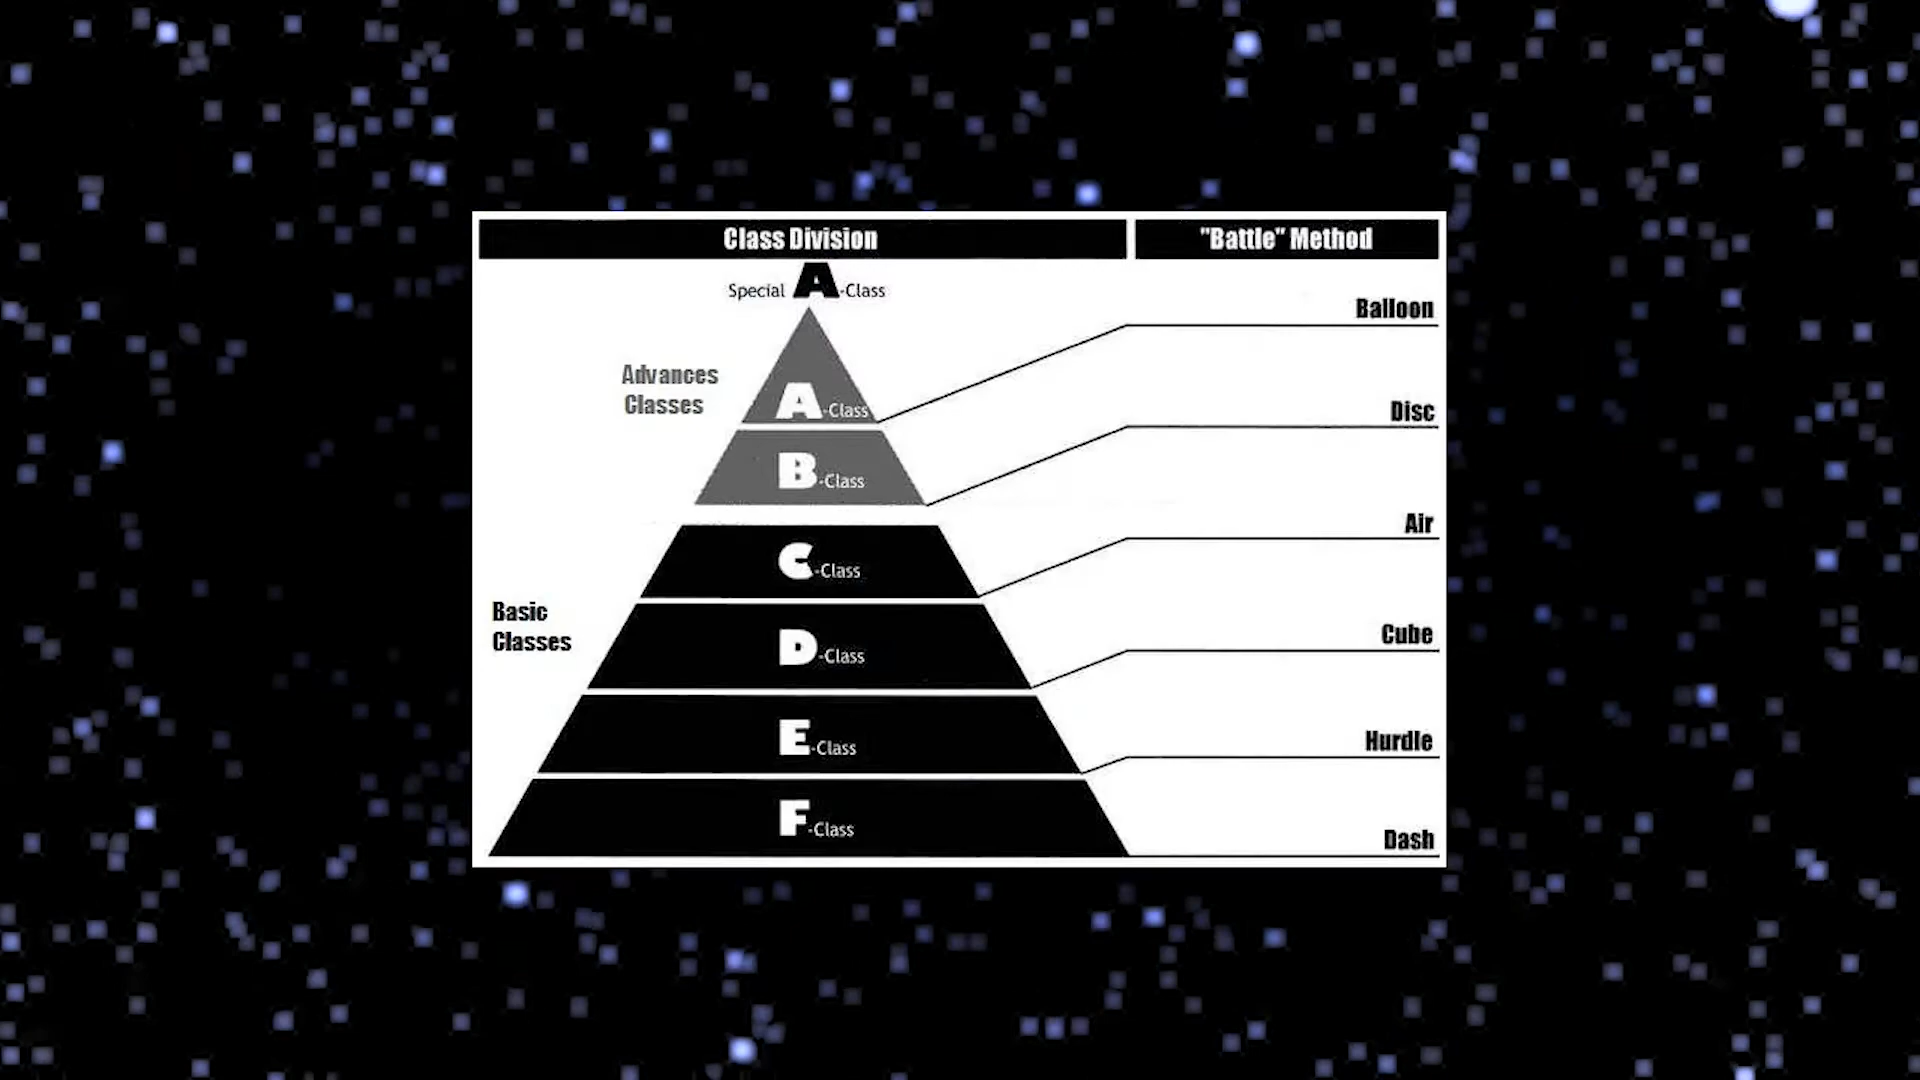 Class Division
"Battle" Method
Special A-Class
Balloon
Advances
Classes
A-Class
Disc
B-Class
Air
C-Class
Basic
Classes
Cube
D-Class
Hurdle
E-Class
Dash
F-Class